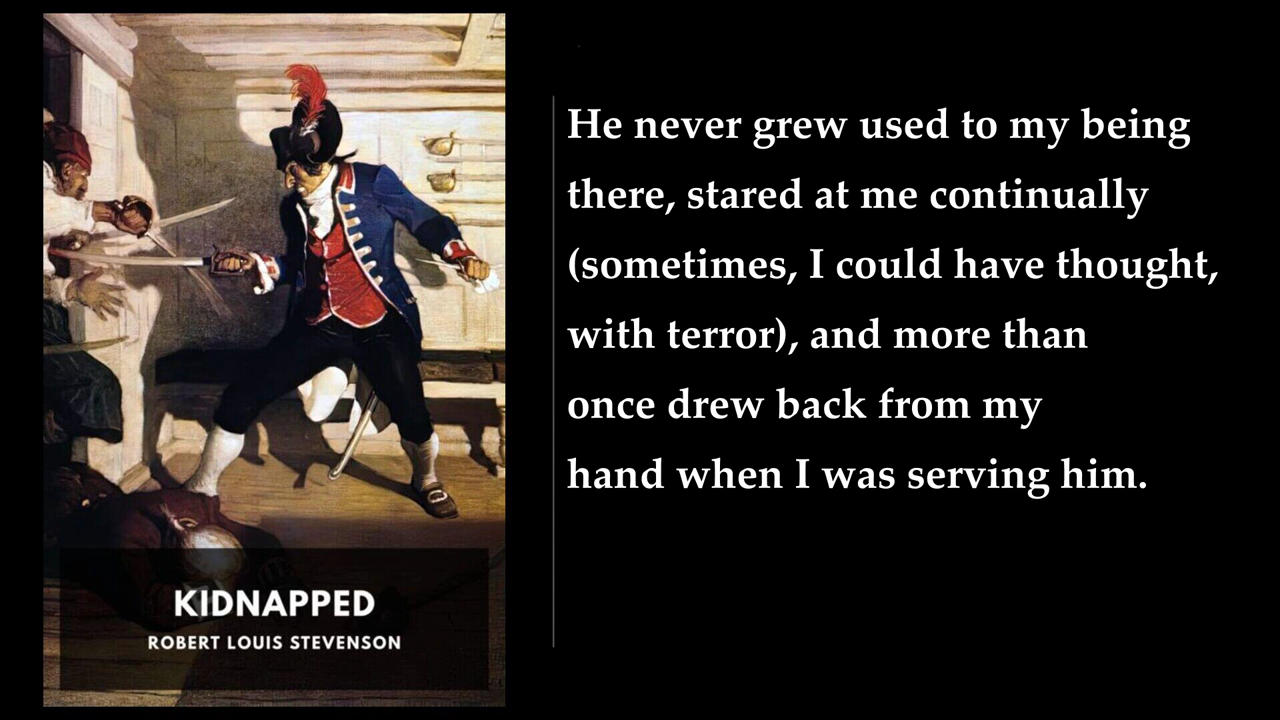 He never grew used to my being
there, stared at me continually
(sometimes, I could have thought,
with terror), and more than
once drew back from my
hand when I was serving him.
KIDNAPPED
ROBERT LOUIS STEVENSON